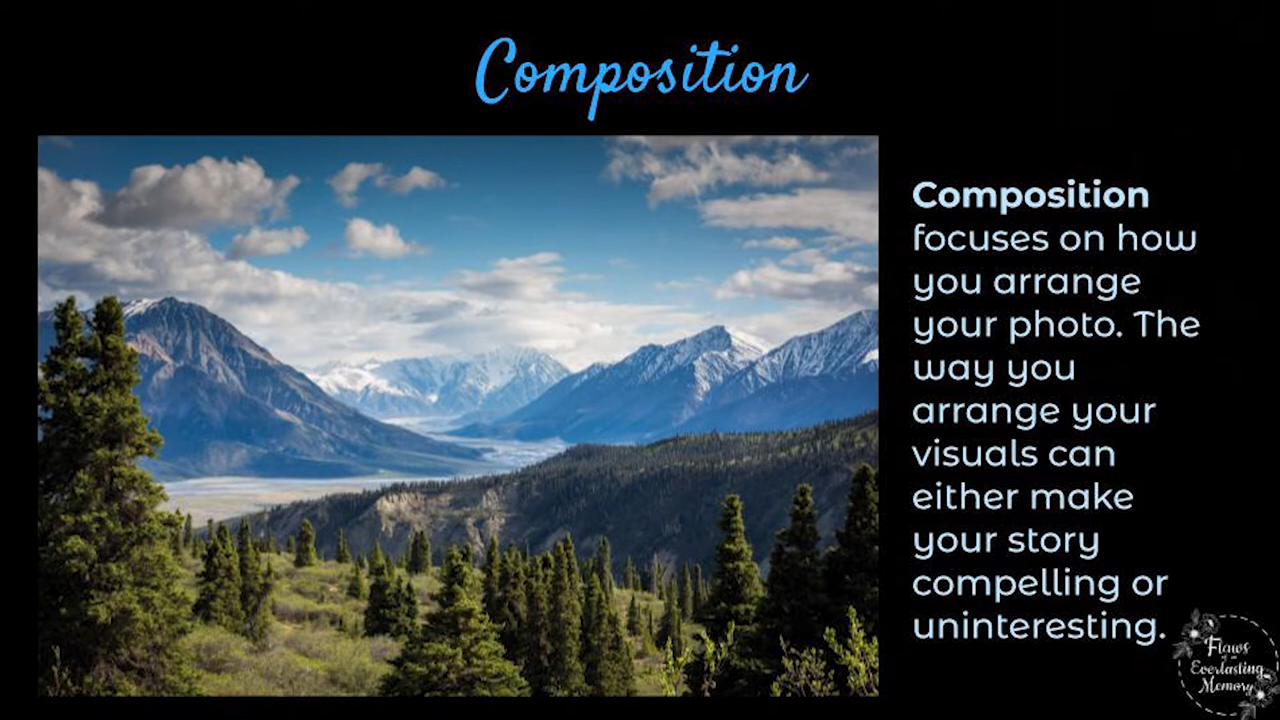 Composition
Composition
focuses on how
you arrange
your photo. The
way you
arrange your
visuals can
either make
your story
compelling or
uninteresting.
Flaws
Everlasting
Memory